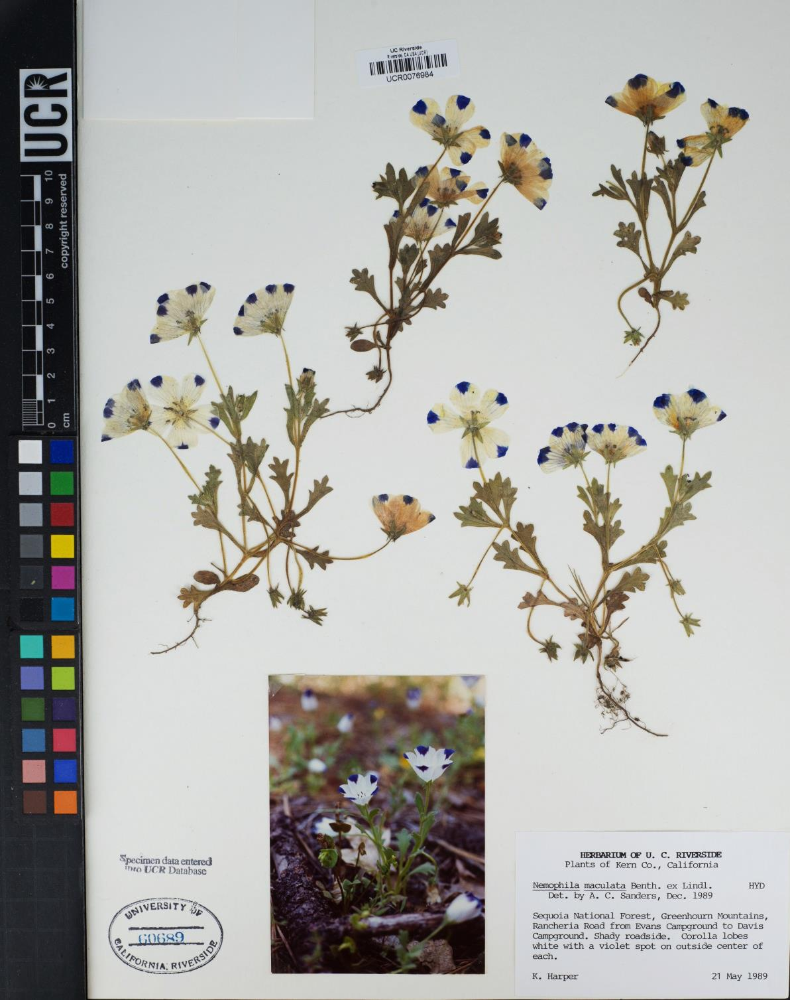 UC Riverside
Riverside, CA USA (UCR)
UCR0076984
UCR
copyright reserved
10
9
8
7
6
5
4
3
2
1
0
cm
Specimen data entered
into UCR Database
UNIVERSITY OF
60689
CALIFORNIA, RIVERSIDE
HERBARIUM OF U. C. RIVERSIDE
Plants of Kern Co., California
Nemophila maculata Benth. ex Lindl. HYD
Det. by A. C. Sanders, Dec. 1989
Sequoia National Forest, Greenhourn Mountains,
Rancheria Road from Evans Campground to Davis
Campground. Shady roadside. Corolla lobes
white with a violet spot on outside center of
each.
K. Harper 21 May 1989